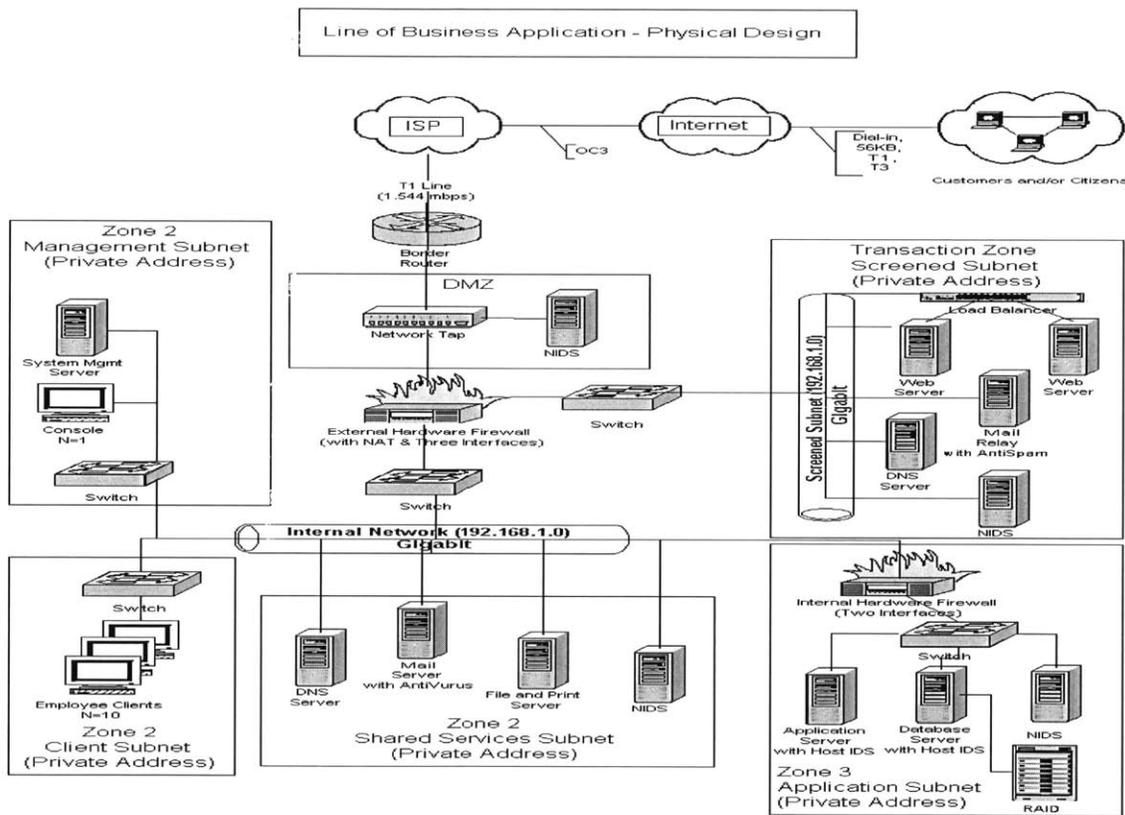 Line of Business Application - Physical Design
ISP
Internet
OC3
Dial-in,
56KB,
T1,
T3
Customers and/or Citizens
T1 Line
(1.544 mbps)
Border
Router
Zone 2
Management Subnet
(Private Address)
System Mgmt
Server
Console
N=1
Switch
DMZ
Network Tap
NIDS
External Hardware Firewall
(with NAT & Three Interfaces)
Switch
Switch
Transaction Zone
Screened Subnet
(Private Address)
Load Balancer
Screened Subnet (192.168.1.0)
Gigabit
Web
Server
Web
Server
Mail
Relay
with AntiSpam
DNS
Server
NIDS
Internal Network (192.168.1.0)
Gigabit
Switch
Employee Clients
N=10
Zone 2
Client Subnet
(Private Address)
DNS
Server
Mail
Server
with AntiVurus
File and Print
Server
NIDS
Zone 2
Shared Services Subnet
(Private Address)
Internal Hardware Firewall
(Two Interfaces)
Switch
Application
Server
with Host IDS
Database
Server
with Host IDS
NIDS
Zone 3
Application Subnet
(Private Address)
RAID